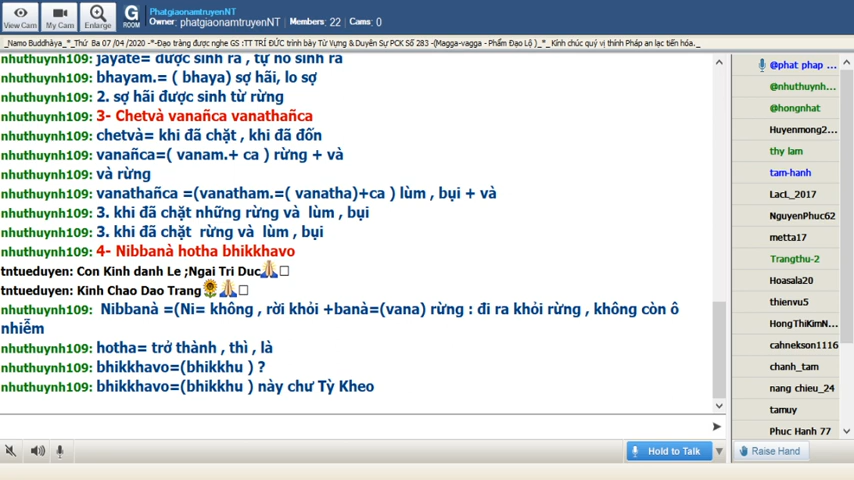 View Cam
My Cam
Enlarge
G
ROOM
PhatgiaonamtruyenNT
Owner: phatgiaonamtruyenNT | Members: 22 | Cams: 0
_Namo Buddhàya_*_Thứ Ba 07 /04 /2020 -*-Đạo tràng được nghe GS :TT TRÍ ĐỨC trình bày Từ Vựng & Duyên Sự PCK Số 283 -(Magga-vagga - Phẩm Đạo Lộ )_*_ Kính chúc quý vị thính Pháp an lạc tiến hóa._
nhuthuynh109: jàyate= được sinh ra , tự nó sinh ra
nhuthuynh109: bhayam.= ( bhaya) sợ hãi, lo sợ
nhuthuynh109: 2. sợ hãi được sinh từ rừng
nhuthuynh109: 3- Chetvà vanañca vanathañca
nhuthuynh109: chetvà= khi đã chặt , khi đã đốn
nhuthuynh109: vanañca=( vanam.+ ca ) rừng + và
nhuthuynh109: và rừng
nhuthuynh109: vanathañca =(vanatham.=( vanatha)+ca ) lùm , bụi + và
nhuthuynh109: 3. khi đã chặt những rừng và lùm , bụi
nhuthuynh109: 3. khi đã chặt rừng và lùm , bụi
nhuthuynh109: 4- Nibbanà hotha bhikkhavo
tntueduyen: Con Kinh danh Le ;Ngai Tri Duc🙏□
tntueduyen: Kinh Chao Dao Trang🌻🙏□
nhuthuynh109: Nibbanà =(Ni= không , rời khỏi +banà=(vana) rừng : đi ra khỏi rừng , không còn ô
nhiễm
nhuthuynh109: hotha= trở thành , thì , là
nhuthuynh109: bhikkhavo=(bhikkhu ) ?
nhuthuynh109: bhikkhavo=(bhikkhu ) này chư Tỳ Kheo
@phat phap ...
@nhuthuynh...
@hongnhat
Huyenmong2...
thy lam
tam-hanh
LacL_2017
NguyenPhuc62
metta17
Trangthu-2
Hoasala20
thienvu5
HongThiKimN...
cahnekson1116
chanh_tam
nang chieu_24
tamuy
Phuc Hanh 77
Hold to Talk
Raise Hand